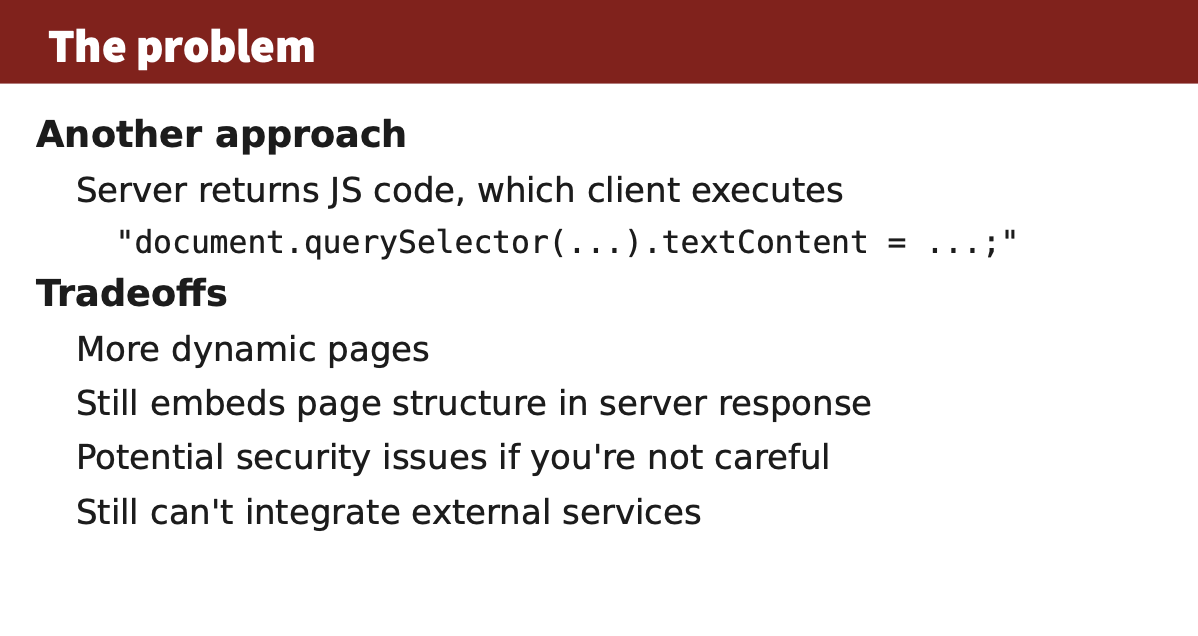 The problem
Another approach
Server returns JS code, which client executes
"document.querySelector(...).textContent = ...;"
Tradeoffs
More dynamic pages
Still embeds page structure in server response
Potential security issues if you're not careful
Still can't integrate external services